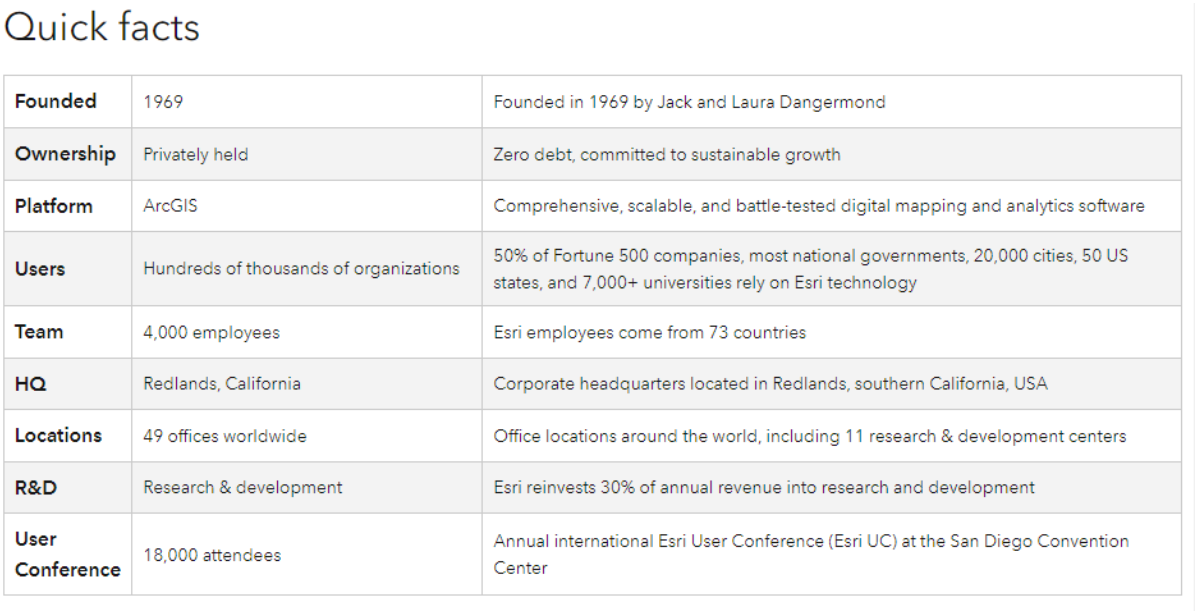 Quick facts
Founded
1969
Founded in 1969 by Jack and Laura Dangermond
Ownership
Privately held
Zero debt, committed to sustainable growth
Platform
ArcGIS
Comprehensive, scalable, and battle-tested digital mapping and analytics software
Users
Hundreds of thousands of organizations
50% of Fortune 500 companies, most national governments, 20,000 cities, 50 US
states, and 7,000+ universities rely on Esri technology
Team
4,000 employees
Esri employees come from 73 countries
HQ
Redlands, California
Corporate headquarters located in Redlands, southern California, USA
Locations
49 offices worldwide
Office locations around the world, including 11 research & development centers
R&D
Research & development
Esri reinvests 30% of annual revenue into research and development
User
Conference
18,000 attendees
Annual international Esri User Conference (Esri UC) at the San Diego Convention
Center